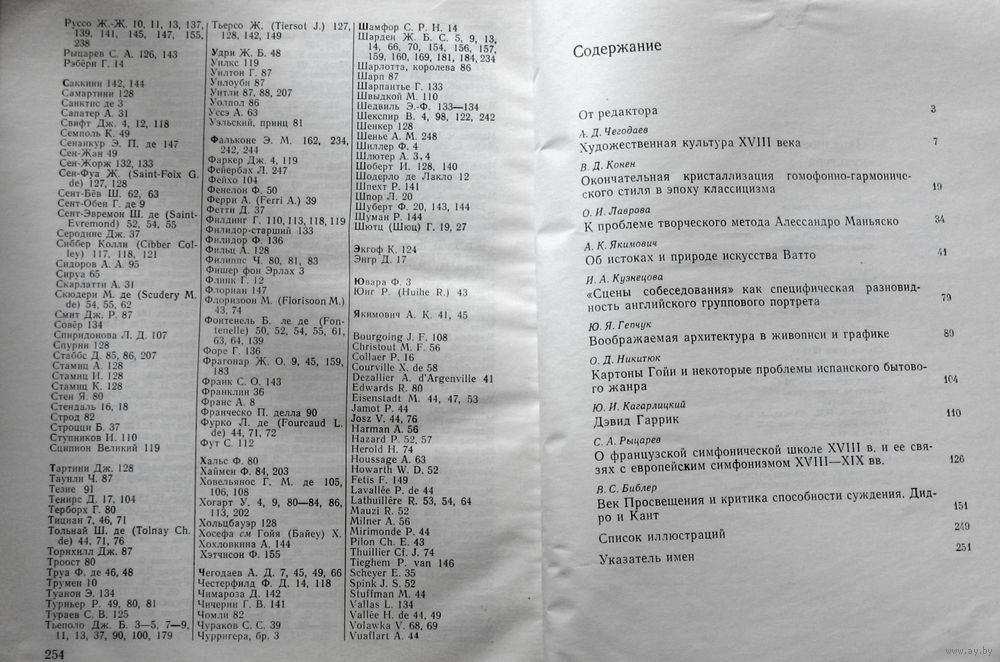 Руссо Ж.-Ж. 10, 11, 13, 137,
139, 141, 145, 147, 155,
238
Рыцарев С. А. 126, 143
Рэбёрн Г. 14
Саккини 142, 144
Самартини 128
Санктис де 3
Сапатер А. 31
Свифт Дж. 4, 12, 118
Семполь К. 49
Сенанкур Э. П. де 147
Сен-Жан 49
Сен-Жорж 132, 133
Сен-Фуа Ж. (Saint-Foix G.
de) 127, 128
Сент-Бёв Ш. 62, 63
Сент-Обен Г. де 9
Сент-Эвремон Ш. де (Saint-
Evremond) 52, 54, 55
Серодине Дж. 37
Сиббер Колли (Cibber Col-
ley) 117, 118, 121
Сидоров А. А. 95
Сируа 65
Скарлатти А. 31
Скюдери М. де (Scudery M.
de) 54, 55, 62
Смит Дж. Р. 87
Совёр 134
Спиридонова Л. Д. 107
Спурни 128
Стаббс Д. 85, 86, 207
Стамиц А. 128
Стамиц И. 128
Стамиц К. 128
Стен Я. 80
Стендаль 16, 18
Строд 82
Строцци Б. 37
Ступников И. 110
Сципион Великий 119
Тартини Дж. 128
Таунли Ч. 87
Тезие 91
Тенирс Д. 17, 104
Терборх Г. 80
Тициан 7, 46, 71
Тольнай Ш. де (Tolnay Ch.
de) 44, 71, 76
Торнхилл Дж. 87
Троост 80
Труа Ф. де 46, 48
Трумен 10
Туанон Э. 134
Турньер Р. 49, 80, 81
Тураев С. В. 125
Тьеполо Дж. Б. 3—5, 7—9,
11, 13, 37, 90, 100, 179
254
Тьерсо Ж. (Tiersot J.) 127,
128, 142, 149
Удри Ж. Б. 48
Уилкс 119
Уилтон Г. 87
Уилоуби 87
Уитли 87, 88, 207
Уолпол 86
Уссэ А. 63
Уэльский, принц 81
Фальконе Э. М. 162, 234,
242, 244
Фаркер Дж. 4, 119
Фейербах Л. 247
Фейхо 104
Фенелон Ф. 50
Ферри А. (Ferri A.) 39
Фетти Д. 37
Филдинг Г. 110, 113, 118, 119
Филидор-старший 133
Филидор Ф. 136
Фильц А. 128
Филиппс Ч. 80, 81, 83
Фишер фон Эрлах 3
Флинк Г. 12
Флориан 147
Флоризоон М. (Florisoon M.)
43, 74
Фонтенель Б. ле де (Fon-
tenelle) 50, 52, 54, 55, 61,
63, 64, 139
Форе Г. 136
Фрагонар Ж. О. 9, 45, 159,
183
Франк С. О. 143
Франклин 36
Франс А. 8
Франческо П. делла 90
Фурко Л. де (Fourcaud L.
de) 44, 71, 72
Фут С. 112
Хальс Ф. 80
Хаймен Ф. 84, 203
Ховельянос Г. М. де 105,
106, 108
Хогарт У. 4, 9, 80—84, 86,
113, 202
Хольцбауэр 128
Хосефа см Гойя (Байеу) Х.
Хохловкина А. 144
Хэтчисон Ф. 155
Чегодаев А. Д. 7, 45, 49, 66
Честерфилд Ф. Д. 14, 118
Чимароза Д. 142
Чичерин Г. В. 141
Чомли 82
Чураков С. С. 39
Чурригера, бр. 3
Шамфор С. Р. Н. 14
Шарден Ж. Б. С. 5, 9, 13,
14, 66, 70, 154, 156, 157,
159, 160, 169, 181, 184, 234
Шарлотта, королева 86
Шарп 87
Шарпантье Г. 133
Швыдкой М. 110
Шедвиль Э.-Ф. 133—134
Шекспир В. 4, 98, 122, 242
Шенкер 128
Шенье А. М. 248
Шиллер Ф. 4
Шлютер А. 3, 4
Шоберт И. 128, 140
Шодерло де Лакло 12
Шпехт Р. 141
Шпор Л. 20
Шуберт Ф. 20, 143, 144
Шуман Р. 144
Шютц (Шюц) Г. 19, 27
Экгоф К. 124
Энгр Д. 17
Ювара Ф. 3
Юиг Р. (Huihe R.) 43
Якимович А. К. 41, 45
Bourgoing J. F. 108
Christout M. F. 56
Collaer P. 16
Courville X. de 58
Dezallier A. d'Argenville 41
Edwards R. 80
Eisenstadt M. 44, 47, 53
Jamot P. 44
Josz V. 44, 76
Harman A. 56
Hazard P. 52, 57
Herold H. 74
Houssage A. 63
Howarth W. D. 52
Fetis F. 149
Lavallée P. de 44
Lathuillère R. 53, 54, 64
Mauzi R. 52
Milner A. 56
Mirimonde P. 44
Pilon Ch. E. 43
Thuillier Cf. J. 74
Tieghem P. van 146
Scheyer E. 35
Spink J. S. 52
Stuffman M. 44
Vallas L. 134
Vallée H. de 44, 49
Volawka V. 68, 69
Vuaflart A. 44
Содержание
От редактора 3
А. Д. Чегодаев
Художественная культура XVIII века 7
В. Д. Конен
Окончательная кристаллизация гомофонно-гармониче-
ского стиля в эпоху классицизма 19
О. И. Лаврова
К проблеме творческого метода Алессандро Маньяско 34
А. К. Якимович
Об истоках и природе искусства Ватто 41
И. А. Кузнецова
«Сцены собеседования» как специфическая разновид-
ность английского группового портрета 79
Ю. Я. Гепчук
Воображаемая архитектура в живописи и графике 89
О. Д. Никитюк
Картоны Гойи и некоторые проблемы испанского бытово-
го жанра 104
Ю. И. Кагарлицкий
Дэвид Гаррик 110
С. А. Рыцарев
О французской симфонической школе XVIII в. и ее свя-
зях с европейским симфонизмом XVIII—XIX вв. 126
В. С. Библер
Век Просвещения и критика способности суждения. Дид-
ро и Кант 151
Список иллюстраций 249
Указатель имен 251
www.ay.by